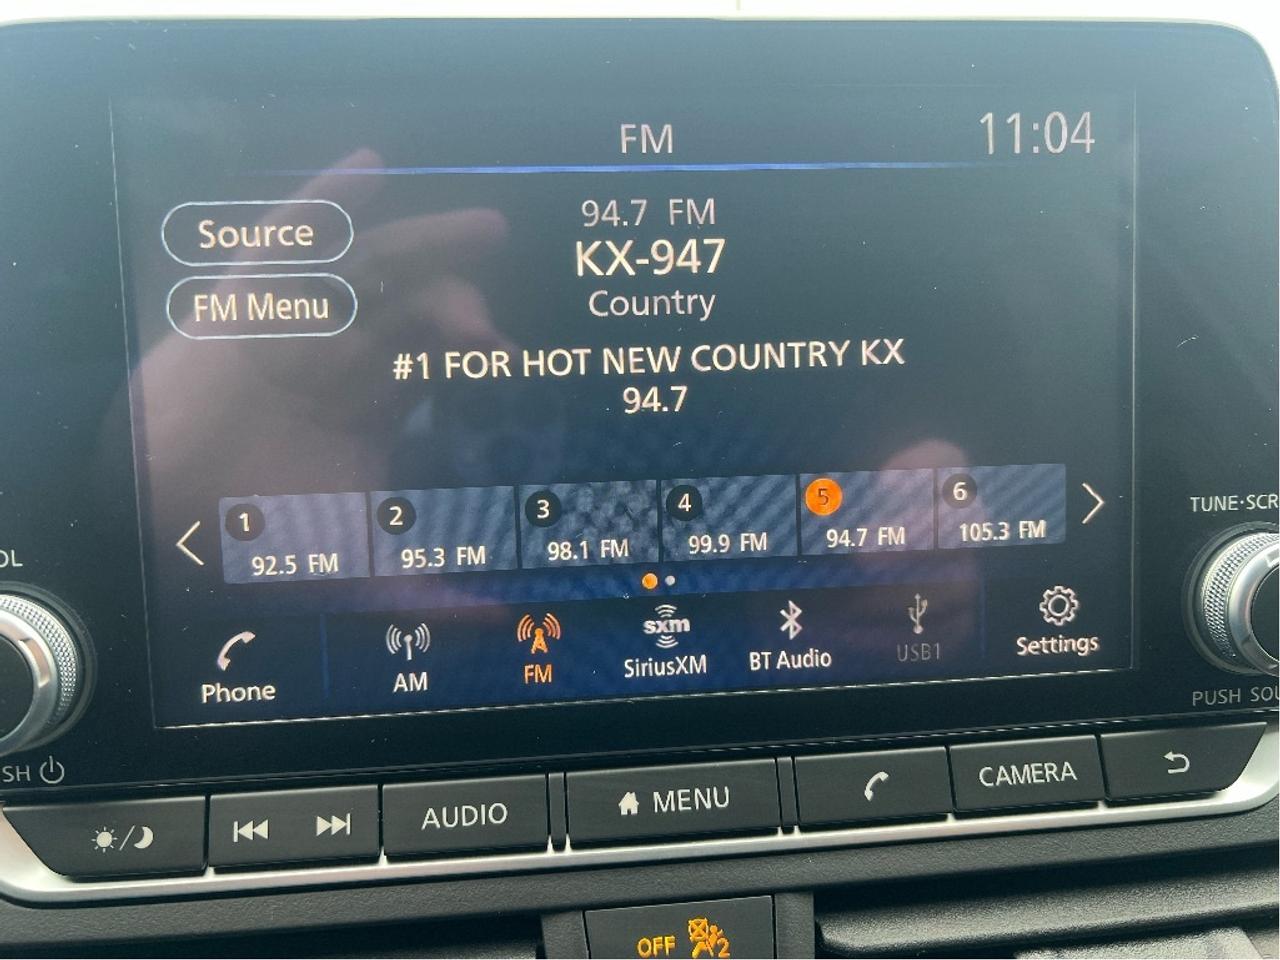 FM
11:04
Source
94.7 FM
KX-947
FM Menu
Country
#1 FOR HOT NEW COUNTRY KX
94.7
1
92.5 FM
2
95.3 FM
3
98.1 FM
4
99.9 FM
5
94.7 FM
6
105.3 FM
Phone
AM
FM
sxm
SiriusXM
BT Audio
USB1
Settings
OL
SH
TUNE·SCR
PUSH SOU
AUDIO
MENU
CAMERA
OFF
2